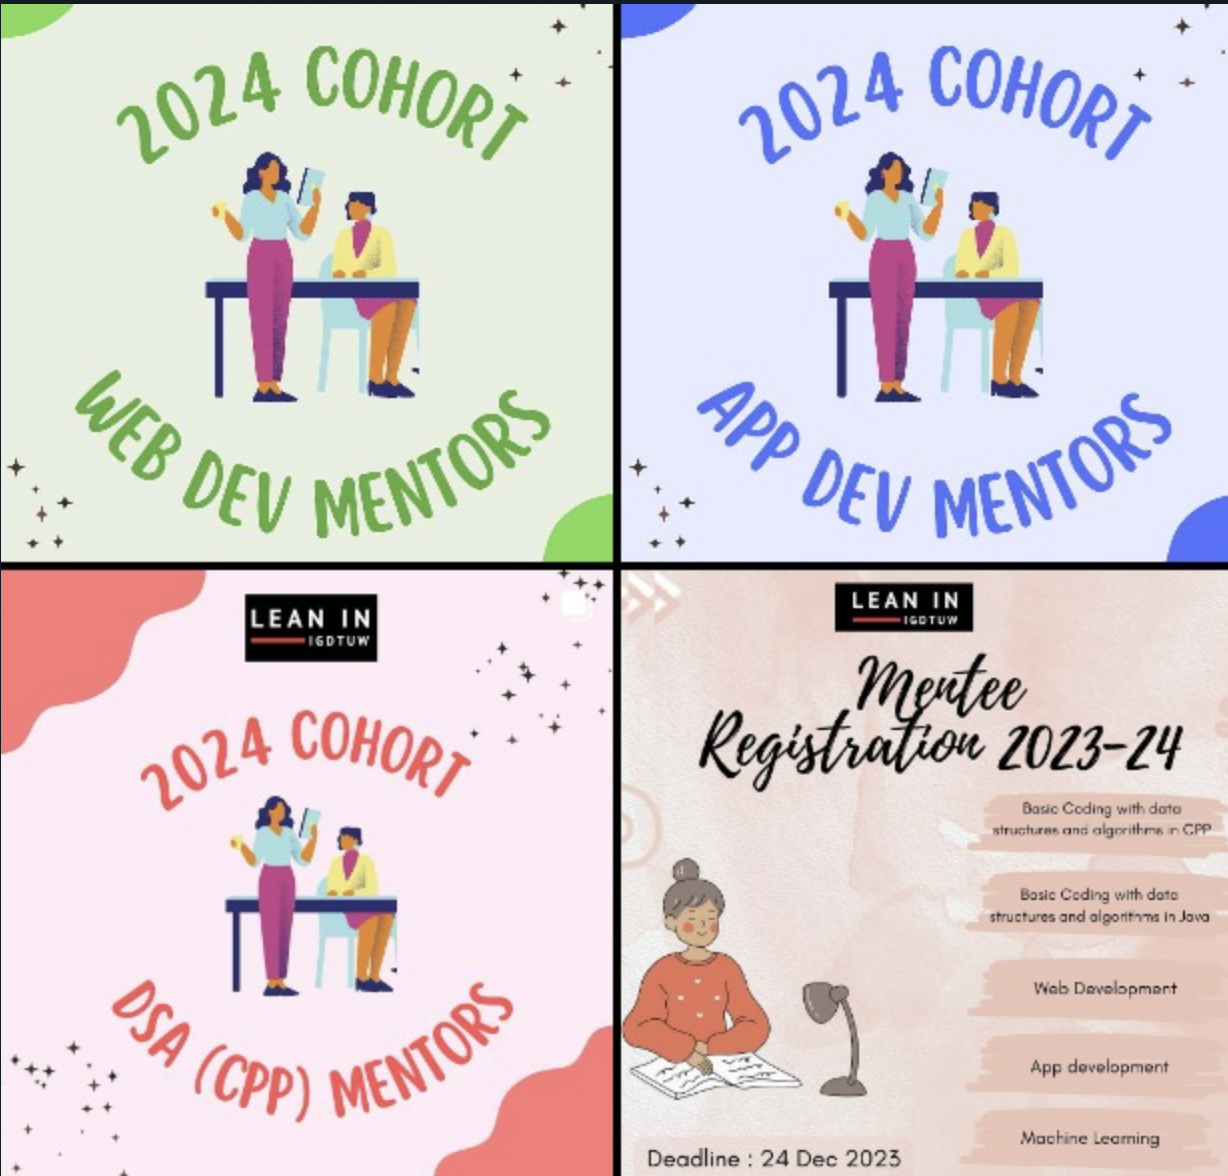 2024 COHORT
WEB DEV MENTORS
2024 COHORT
APP DEV MENTORS
LEAN IN
IGDTUW
2024 COHORT
DSA (CPP) MENTORS
LEAN IN
IGDTUW
Mentee
Registration 2023-24
Basic Coding with data
structures and algorithms in CPP
Basic Coding with data
structures and algorithms in Java
Web Development
App development
Machine Learning
Deadline : 24 Dec 2023